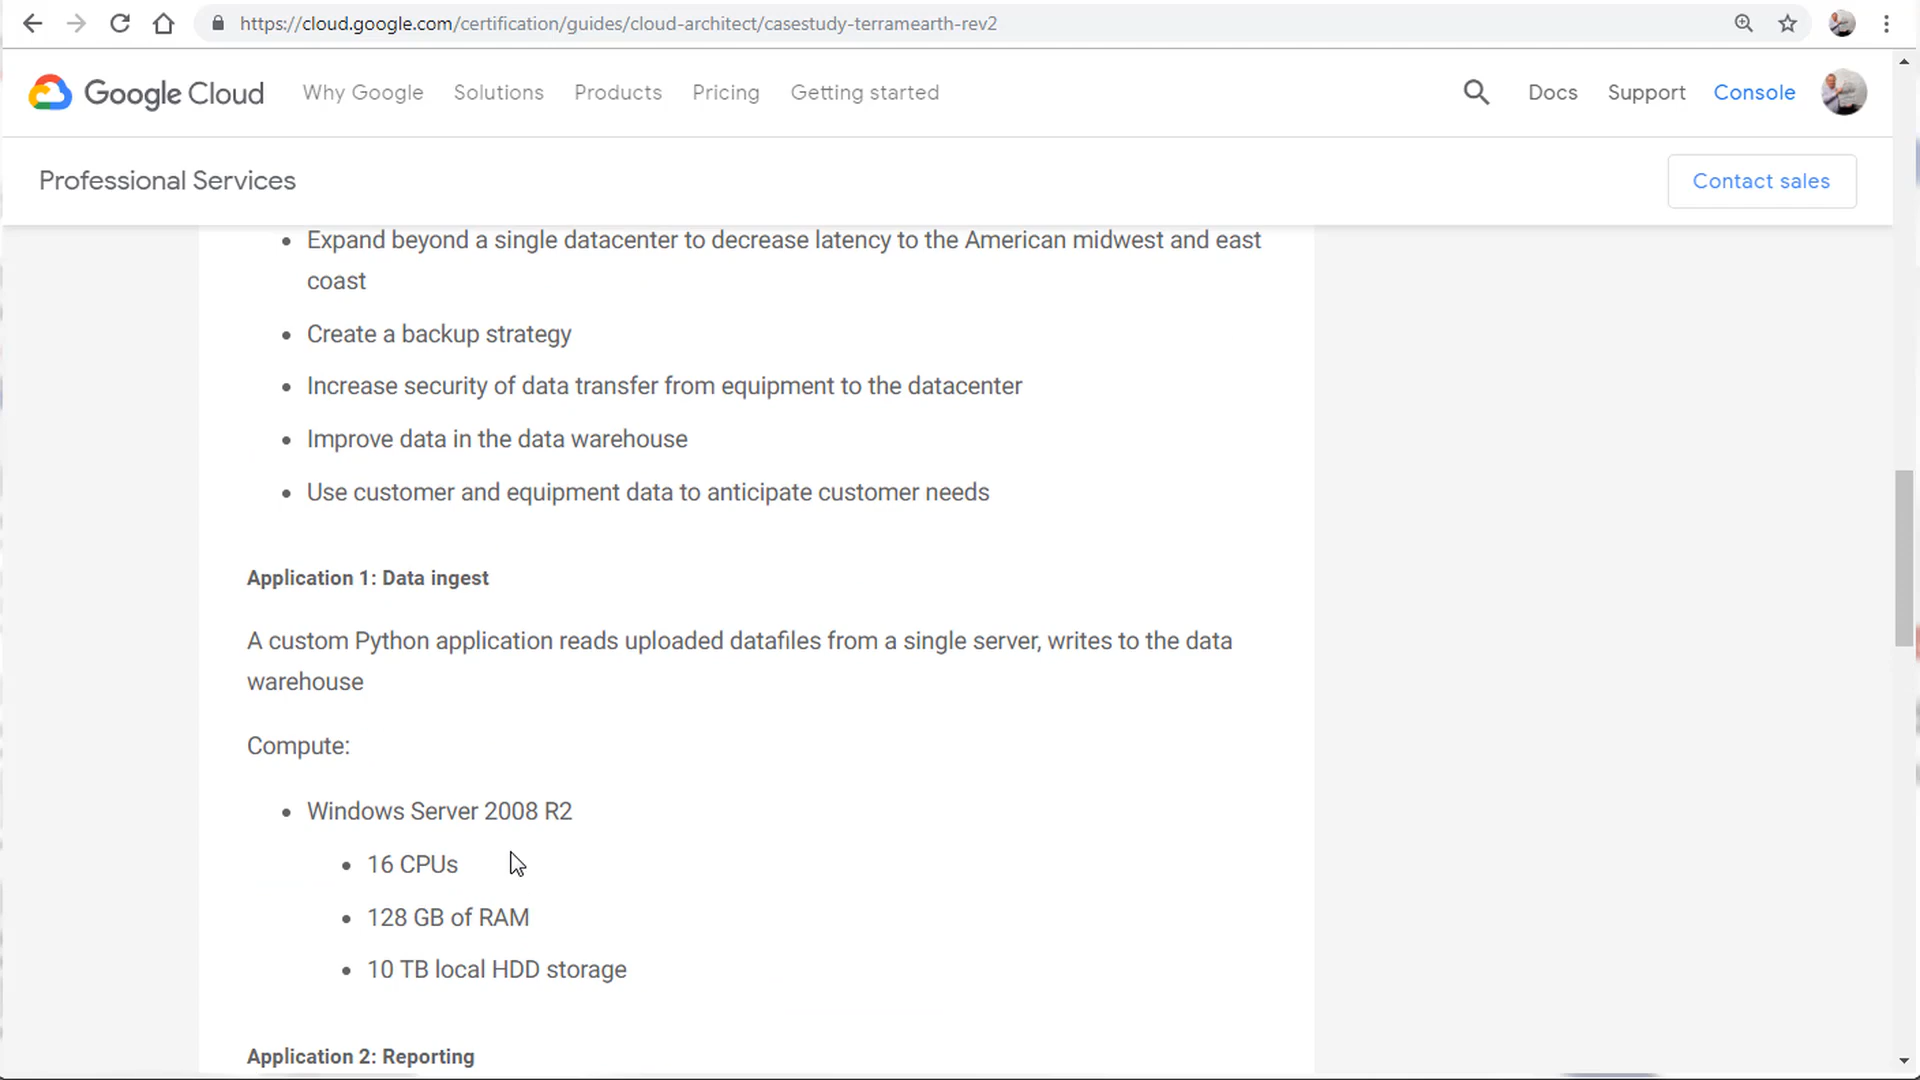 https://cloud.google.com/certification/guides/cloud-architect/casestudy-terramearth-rev2
Google Cloud Why Google Solutions Products Pricing Getting started Docs Support Console
Professional Services Contact sales
• Expand beyond a single datacenter to decrease latency to the American midwest and east
coast
• Create a backup strategy
• Increase security of data transfer from equipment to the datacenter
• Improve data in the data warehouse
• Use customer and equipment data to anticipate customer needs
Application 1: Data ingest
A custom Python application reads uploaded datafiles from a single server, writes to the data
warehouse
Compute:
• Windows Server 2008 R2
• 16 CPUs
• 128 GB of RAM
• 10 TB local HDD storage
Application 2: Reporting